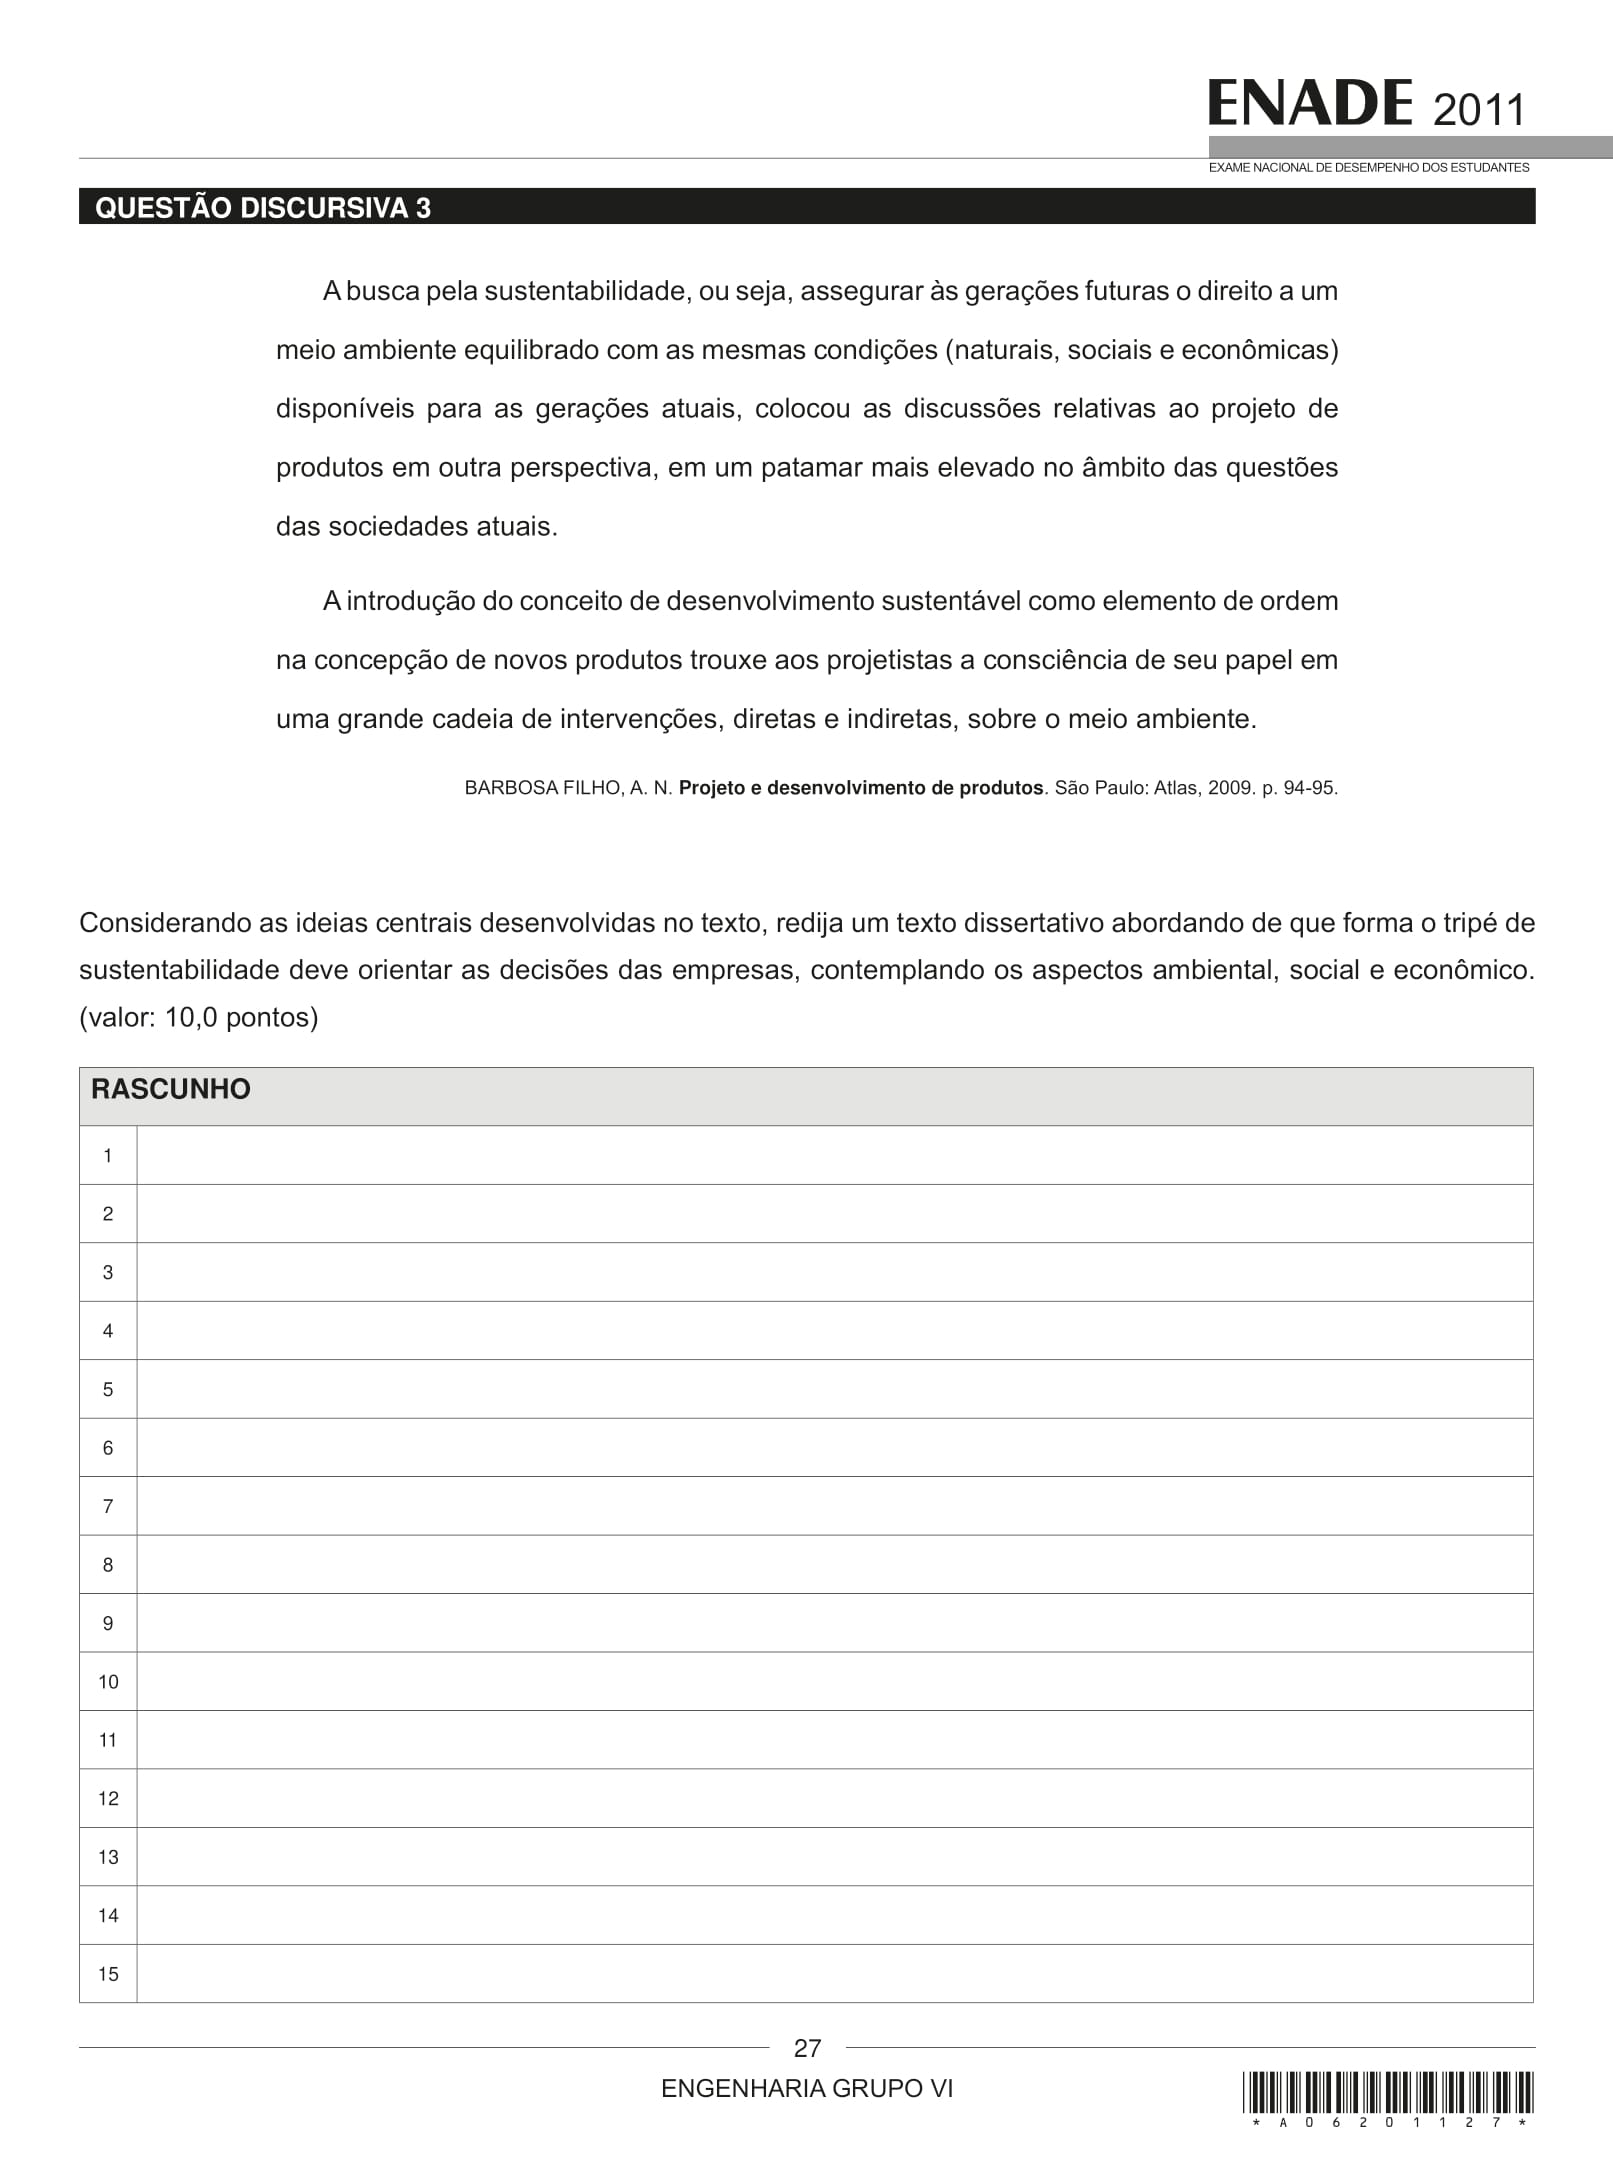 ENADE 2011
EXAME NACIONAL DE DESEMPENHO DOS ESTUDANTES
QUESTÃO DISCURSIVA 3
A busca pela sustentabilidade, ou seja, assegurar às gerações futuras o direito a um
meio ambiente equilibrado com as mesmas condições (naturais, sociais e econômicas)
disponíveis para as gerações atuais, colocou as discussões relativas ao projeto de
produtos em outra perspectiva, em um patamar mais elevado no âmbito das questões
das sociedades atuais.
A introdução do conceito de desenvolvimento sustentável como elemento de ordem
na concepção de novos produtos trouxe aos projetistas a consciência de seu papel em
uma grande cadeia de intervenções, diretas e indiretas, sobre o meio ambiente.
BARBOSA FILHO, A. N. Projeto e desenvolvimento de produtos. São Paulo: Atlas, 2009. p. 94-95.
Considerando as ideias centrais desenvolvidas no texto, redija um texto dissertativo abordando de que forma o tripé de
sustentabilidade deve orientar as decisões das empresas, contemplando os aspectos ambiental, social e econômico.
(valor: 10,0 pontos)
RASCUNHO
1
2
3
4
5
6
7
8
9
10
11
12
13
14
15
27
ENGENHARIA GRUPO VI
* A 0 6 2 0 1 1 2 7 *